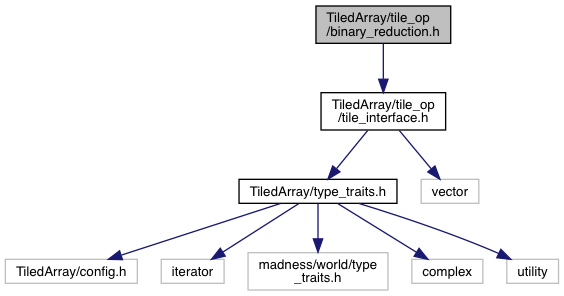 TiledArray/tile_op
/binary_reduction.h
TiledArray/tile_op
/tile_interface.h
TiledArray/type_traits.h
vector
TiledArray/config.h
iterator
madness/world/type
_traits.h
complex
utility